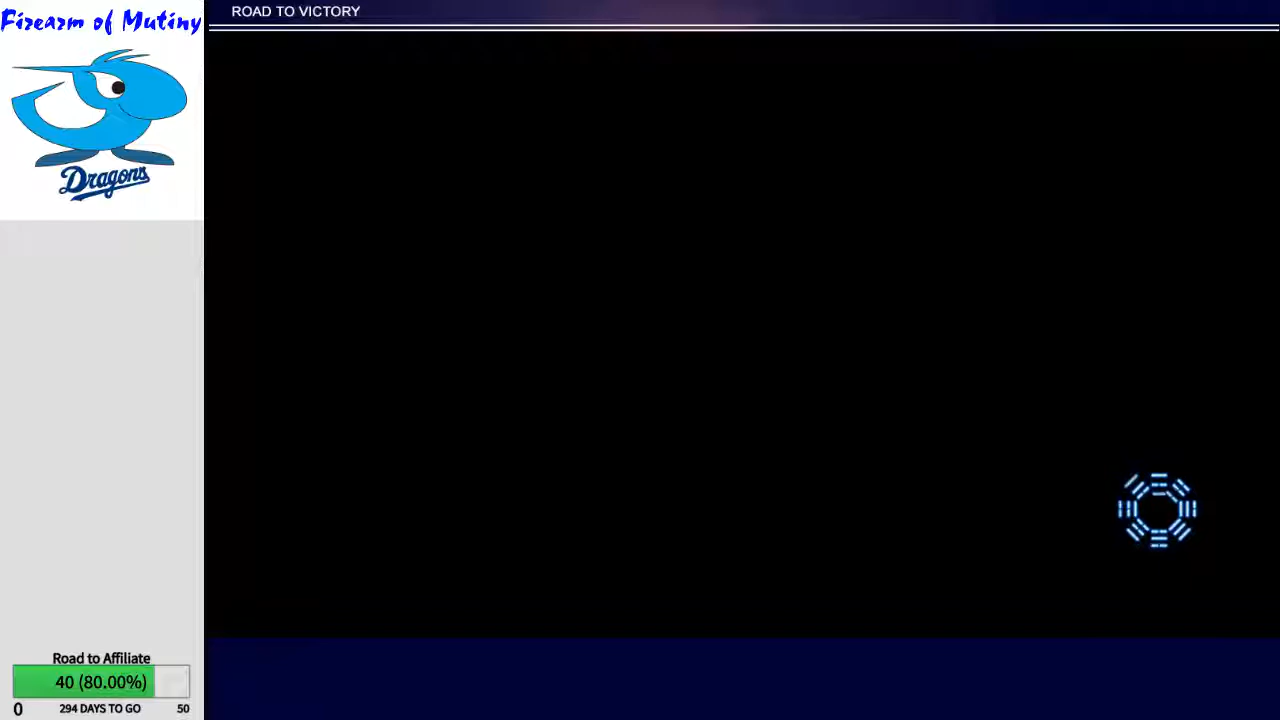 Firearm of Mutiny
ROAD TO VICTORY
Dragons
Road to Affiliate
40 (80.00%)
0 294 DAYS TO GO 50